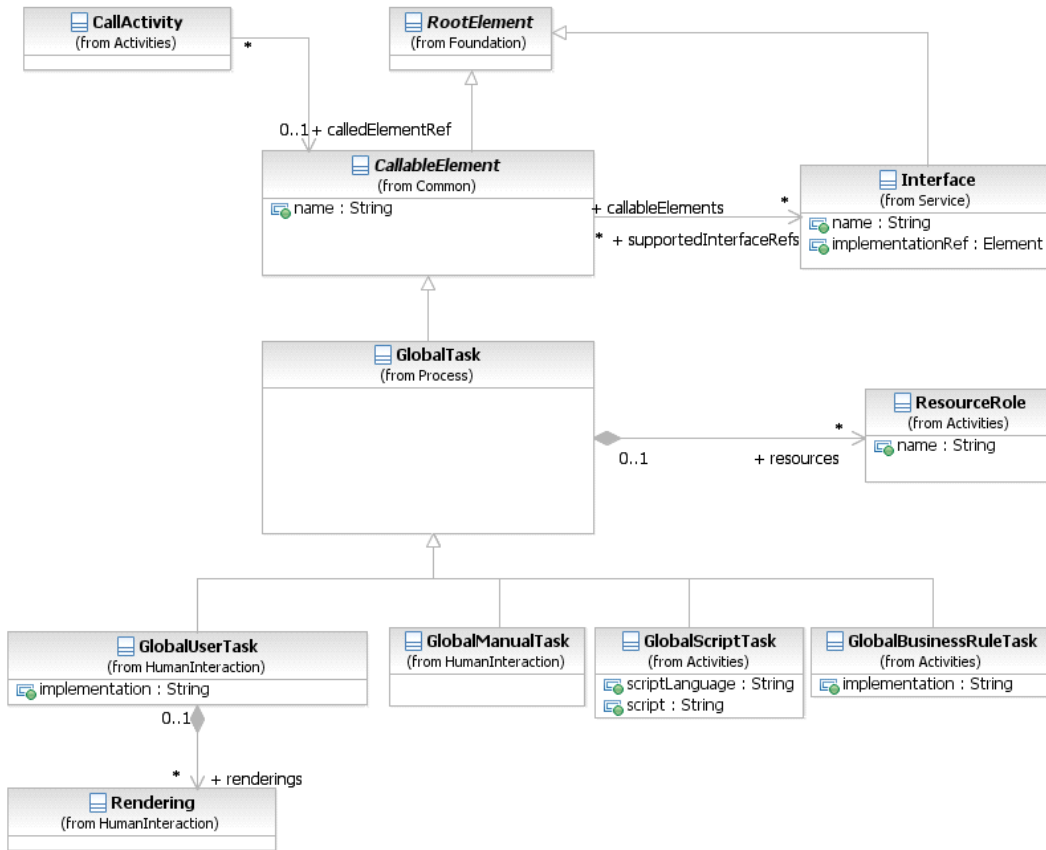 CallActivity
(from Activities)
*
RootElement
(from Foundation)
0..1 + calledElementRef
CallableElement
(from Common)
name : String
+ callableElements
*
* + supportedInterfaceRefs
Interface
(from Service)
name : String
implementationRef : Element
GlobalTask
(from Process)
0..1
+ resources
*
ResourceRole
(from Activities)
name : String
GlobalUserTask
(from HumanInteraction)
implementation : String
GlobalManualTask
(from HumanInteraction)
GlobalScriptTask
(from Activities)
scriptLanguage : String
script : String
GlobalBusinessRuleTask
(from Activities)
implementation : String
0..1
* + renderings
Rendering
(from HumanInteraction)